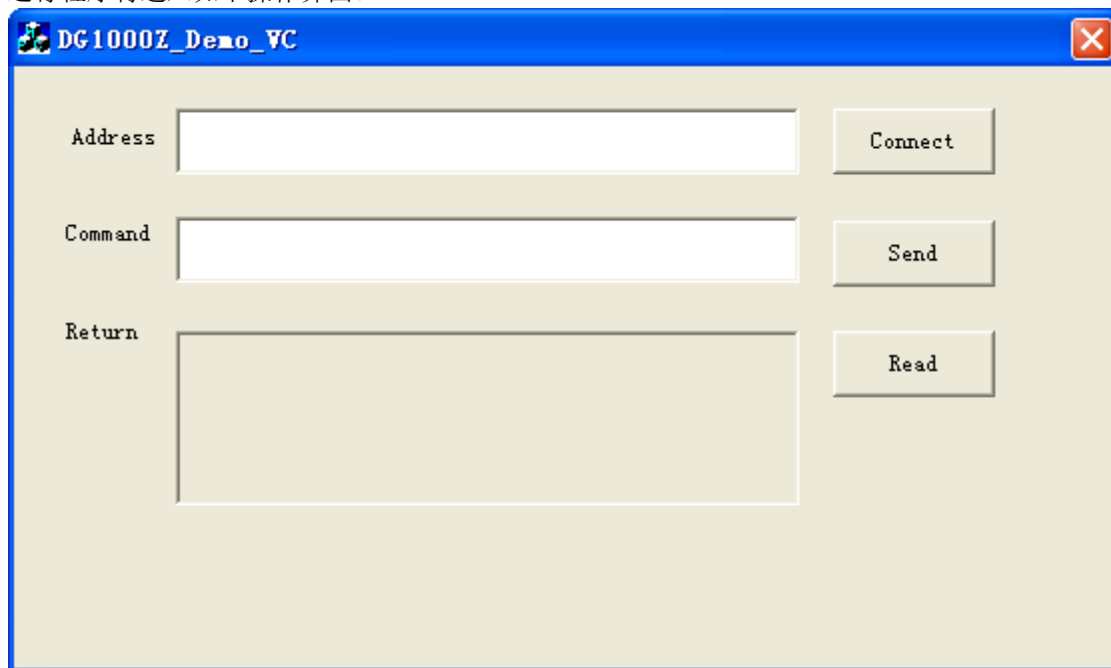 DG1000Z_Demo_VC
Address
Connect
Command
Send
Return
Read